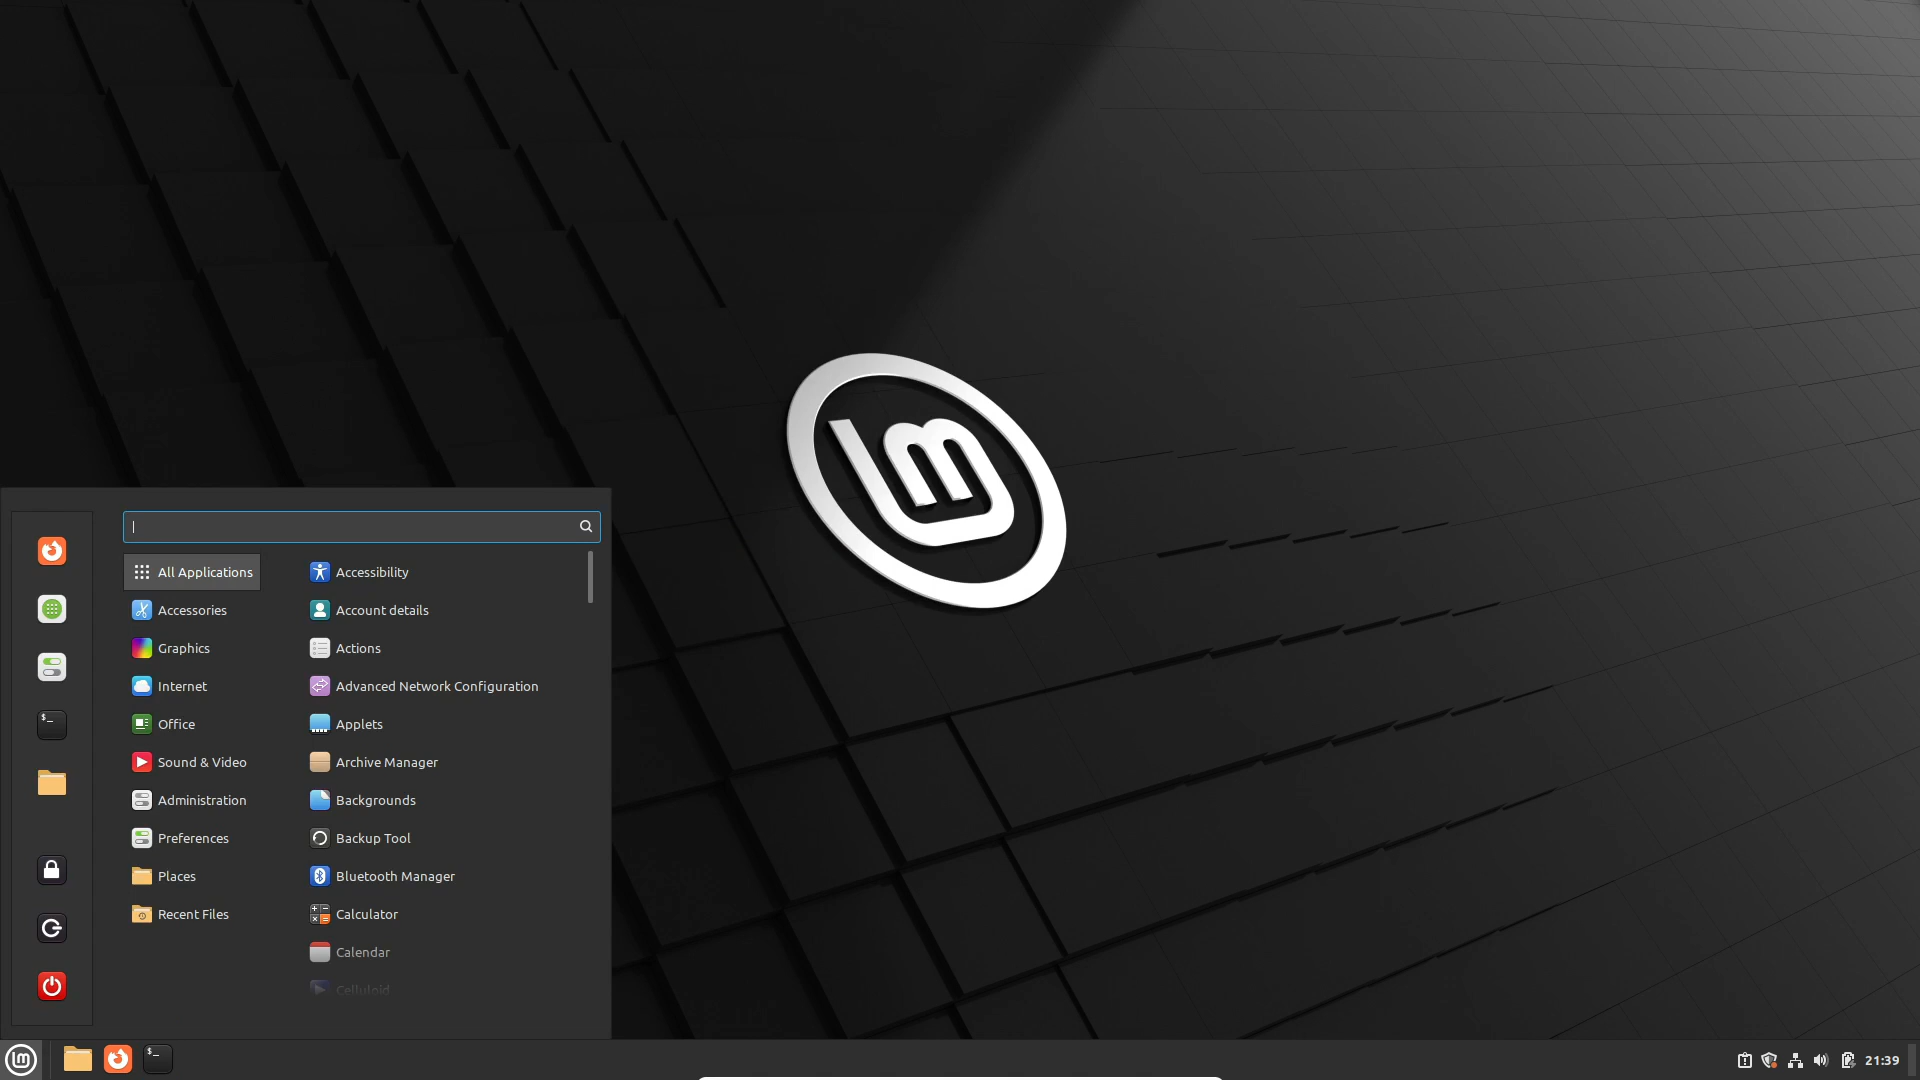 All Applications
Accessories
Graphics
Internet
Office
Sound & Video
Administration
Preferences
Places
Recent Files
Accessibility
Account details
Actions
Advanced Network Configuration
Applets
Archive Manager
Backgrounds
Backup Tool
Bluetooth Manager
Calculator
Calendar
Celluloid
21:39